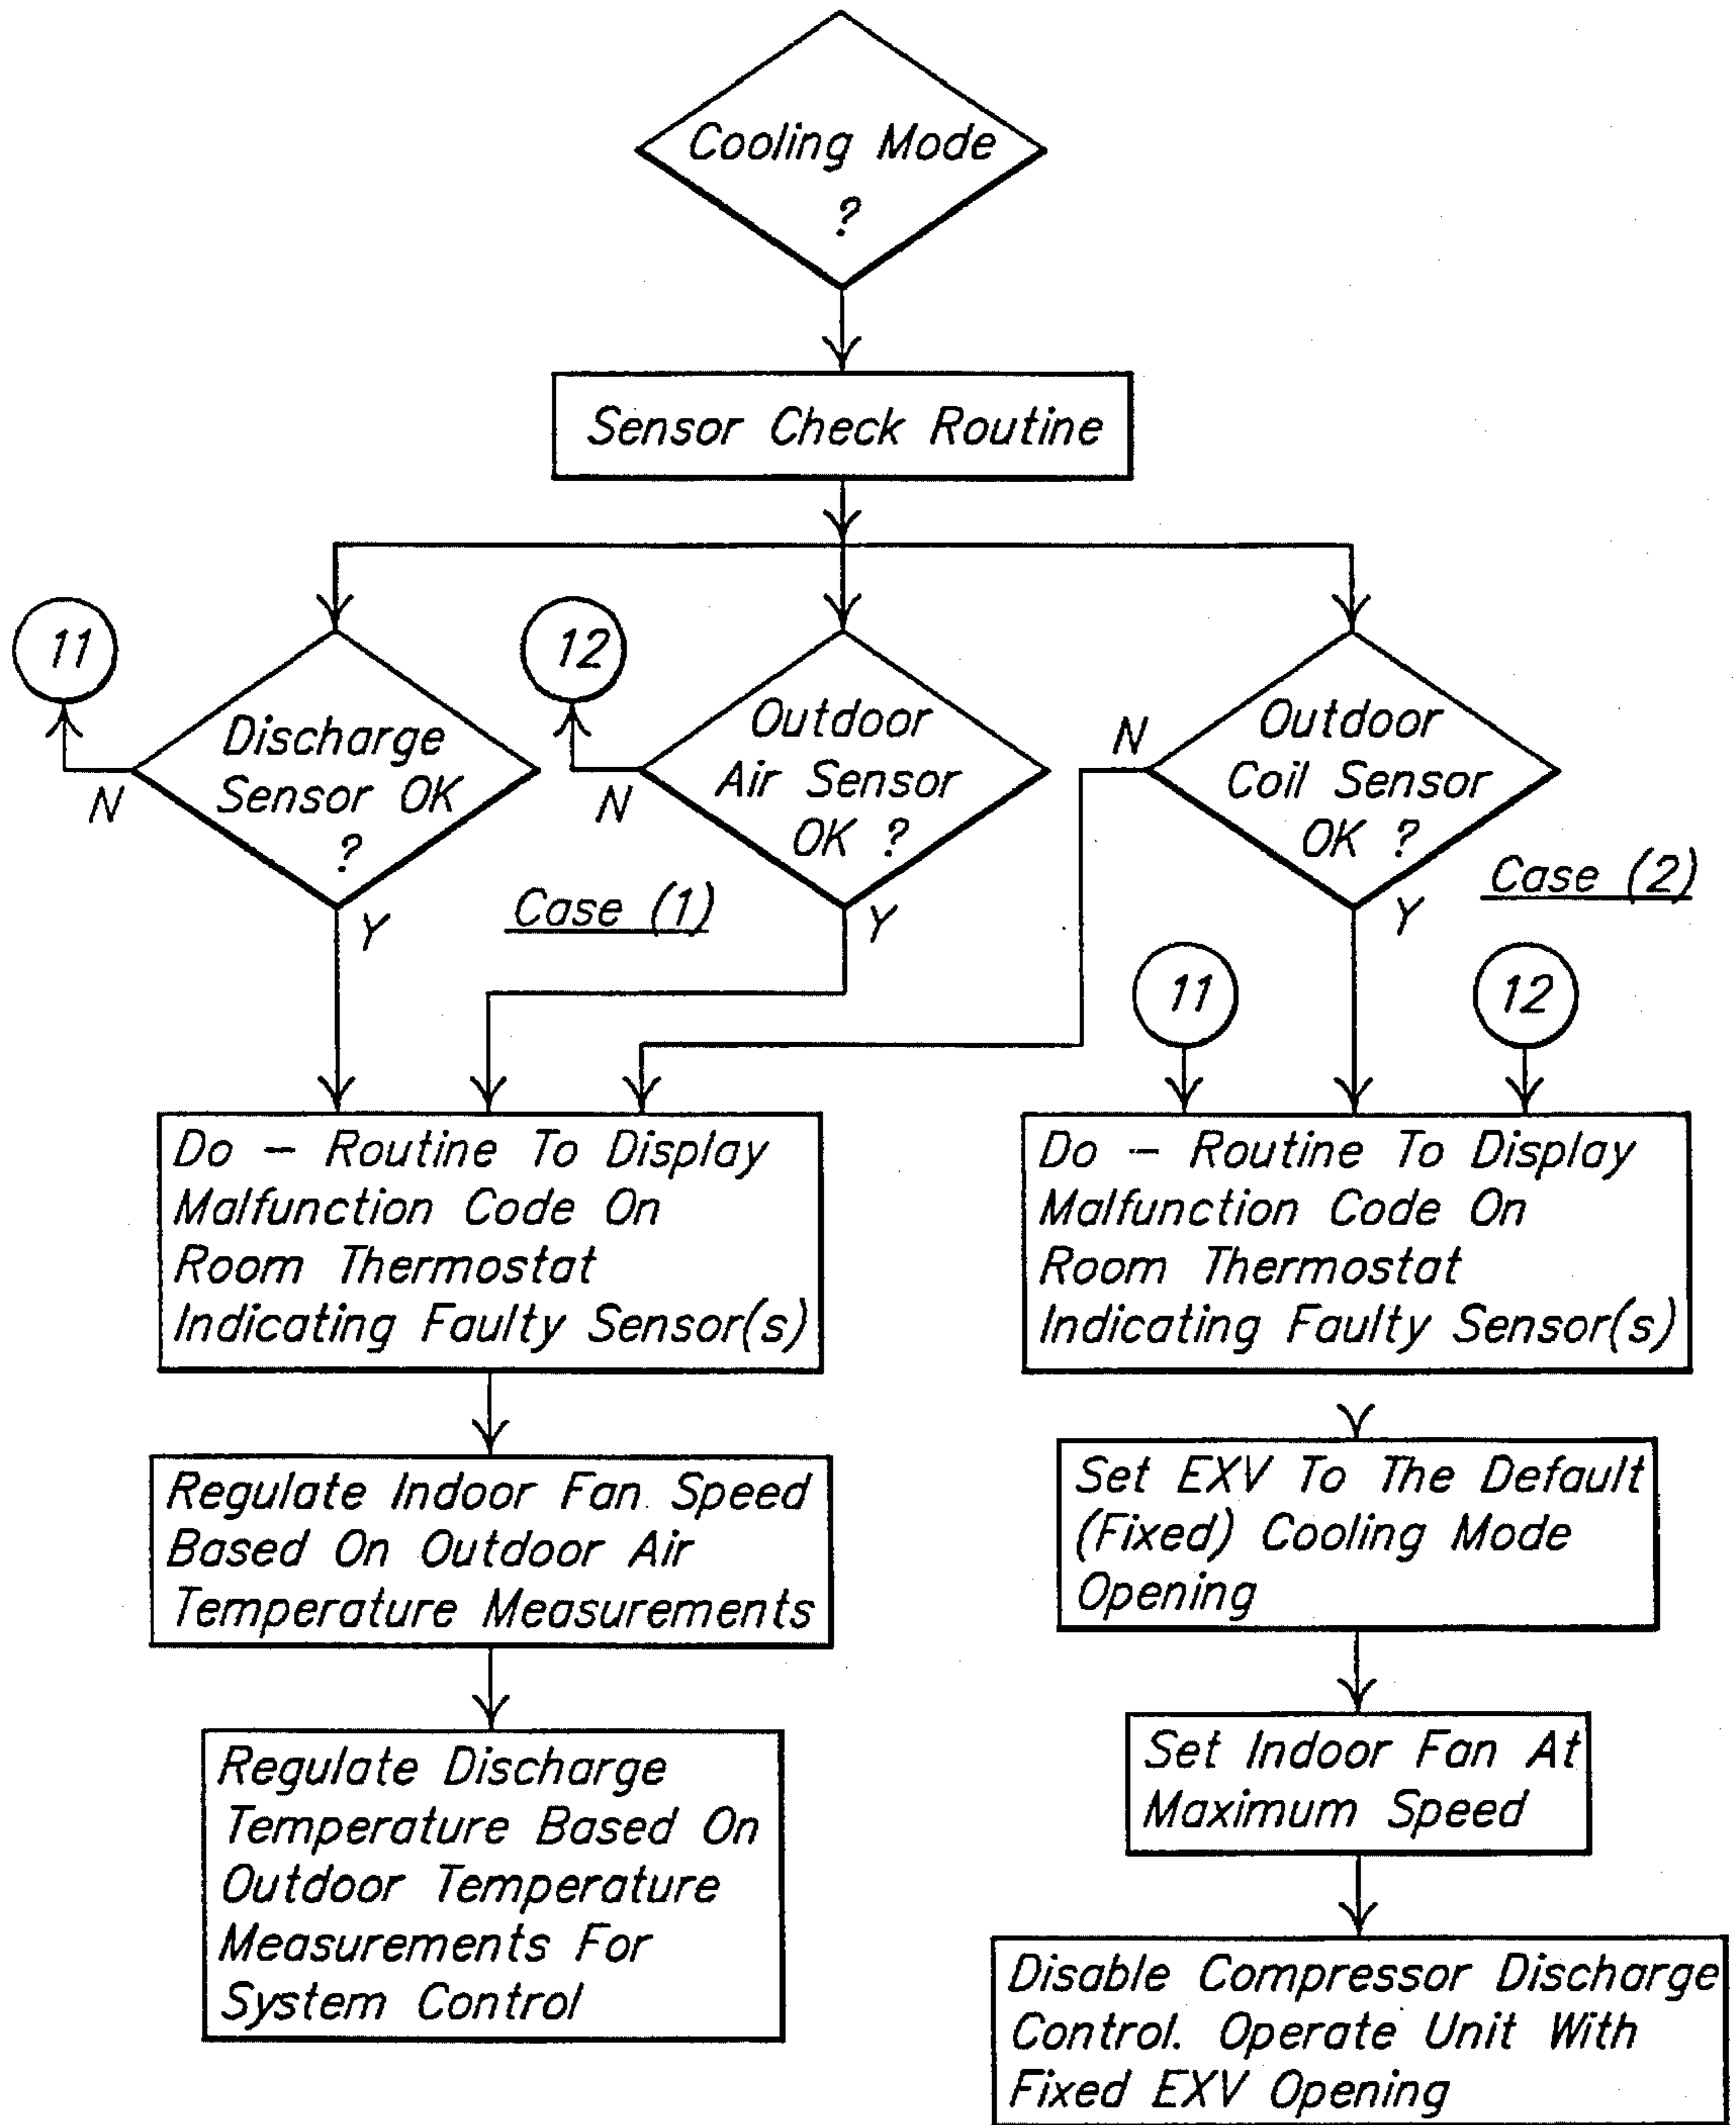 Cooling Mode
?
Sensor Check Routine
11
12
Discharge
Sensor OK
?
N
Y
Outdoor
Air Sensor
OK ?
N
Y
Outdoor
Coil Sensor
OK ?
N
Y
Case (1)
Case (2)
11
12
Do - Routine To Display
Malfunction Code On
Room Thermostat
Indicating Faulty Sensor(s)
Do - Routine To Display
Malfunction Code On
Room Thermostat
Indicating Faulty Sensor(s)
Regulate Indoor Fan Speed
Based On Outdoor Air
Temperature Measurements
Set EXV To The Default
(Fixed) Cooling Mode
Opening
Regulate Discharge
Temperature Based On
Outdoor Temperature
Measurements For
System Control
Set Indoor Fan At
Maximum Speed
Disable Compressor Discharge
Control. Operate Unit With
Fixed EXV Opening